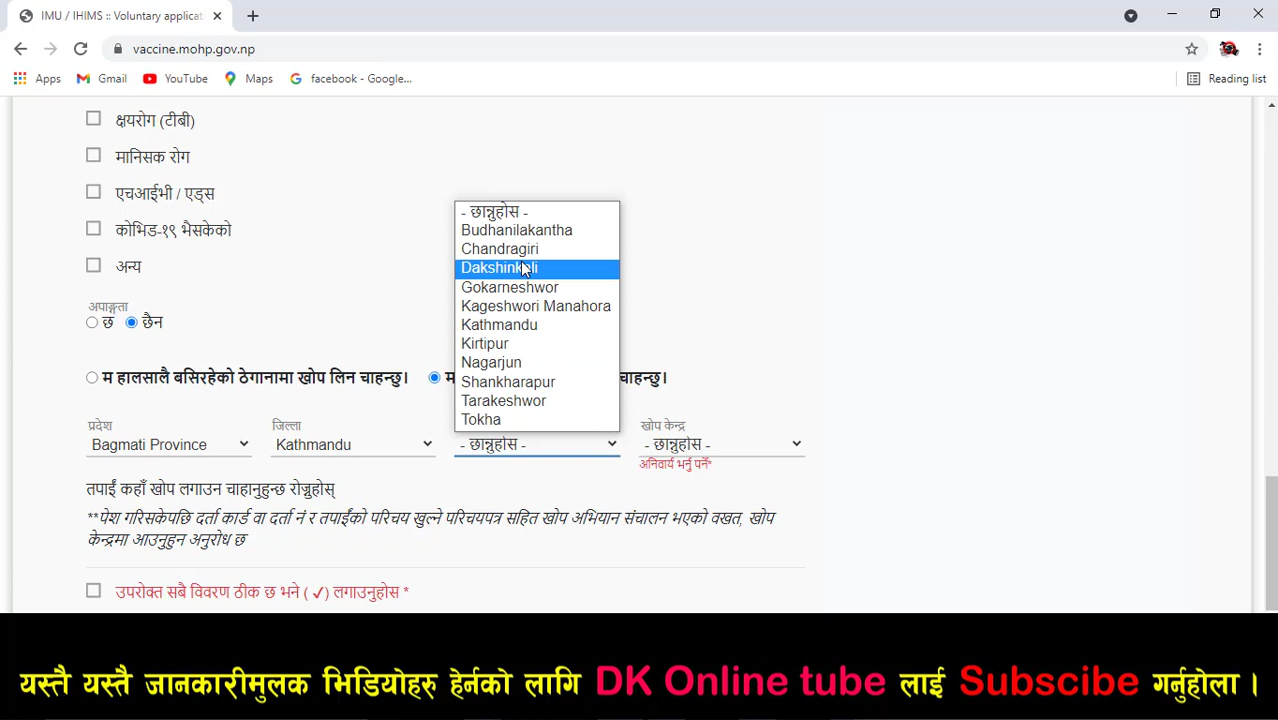 IMU / IHIMS :: Voluntary applicati
vaccine.mohp.gov.np
Apps Gmail YouTube Maps facebook - Google... Reading list
क्षयरोग (टीबी)
मानिसक रोग
एचआईभी / एड्स
कोभिड-१९ भैसकेको
अन्य
अपाङ्गता
छ छैन
- छान्नुहोस -
Budhanilakantha
Chandragiri
Dakshinkali
Gokarneshwor
Kageshwori Manahora
Kathmandu
Kirtipur
Nagarjun
Shankharapur
Tarakeshwor
Tokha
म हालसालै बसिरहेको ठेगानामा खोप लिन चाहन्छु। म चाहन्छु।
प्रदेश जिल्ला खोप केन्द्र
Bagmati Province Kathmandu - छान्नुहोस - - छान्नुहोस -
अनिवार्य भर्नु पर्ने*
तपाईं कहाँ खोप लगाउन चाहानुहुन्छ रोज्नुहोस्
**पेश गरिसकेपछि दर्ता कार्ड वा दर्ता नं र तपाईंको परिचय खुल्ने परिचयपत्र सहित खोप अभियान संचालन भएको वखत, खोप
केन्द्रमा आउनुहुन अनुरोध छ
उपरोक्त सबै विवरण ठीक छ भने ( ✓) लगाउनुहोस *
यस्तै यस्तै जानकारीमुलक भिडियोहरु हेर्नको लागि DK Online tube लाई Subscibe गर्नुहोला ।